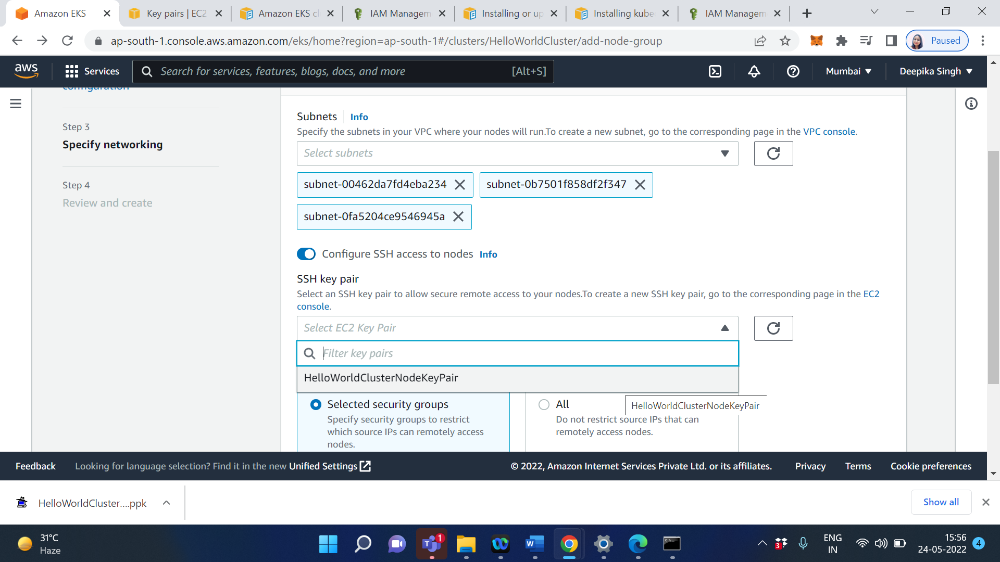 Amazon EKS
Key pairs | EC2
Amazon EKS cl
IAM Managem
Installing or up
Installing kube
IAM Managem
ap-south-1.console.aws.amazon.com/eks/home?region=ap-south-1#/clusters/HelloWorldCluster/add-node-group
Paused
aws
Services
Search for services, features, blogs, docs, and more [Alt+S]
Mumbai
Deepika Singh
configuration
Step 3
Specify networking
Step 4
Review and create
Subnets Info
Specify the subnets in your VPC where your nodes will run.To create a new subnet, go to the corresponding page in the VPC console.
Select subnets
subnet-00462da7fd4eba234
subnet-0b7501f858df2f347
subnet-0fa5204ce9546945a
Configure SSH access to nodes Info
SSH key pair
Select an SSH key pair to allow secure remote access to your nodes.To create a new SSH key pair, go to the corresponding page in the EC2
console.
Select EC2 Key Pair
Filter key pairs
HelloWorldClusterNodeKeyPair
Selected security groups
Specify security groups to restrict
which source IPs can remotely access
nodes.
All
Do not restrict source IPs that can
remotely access nodes.
HelloWorldClusterNodeKeyPair
Feedback
Looking for language selection? Find it in the new Unified Settings
© 2022, Amazon Internet Services Private Ltd. or its affiliates.
Privacy
Terms
Cookie preferences
HelloWorldCluster....ppk
Show all
31°C
Haze
1
3
ENG
IN
15:56
24-05-2022
4